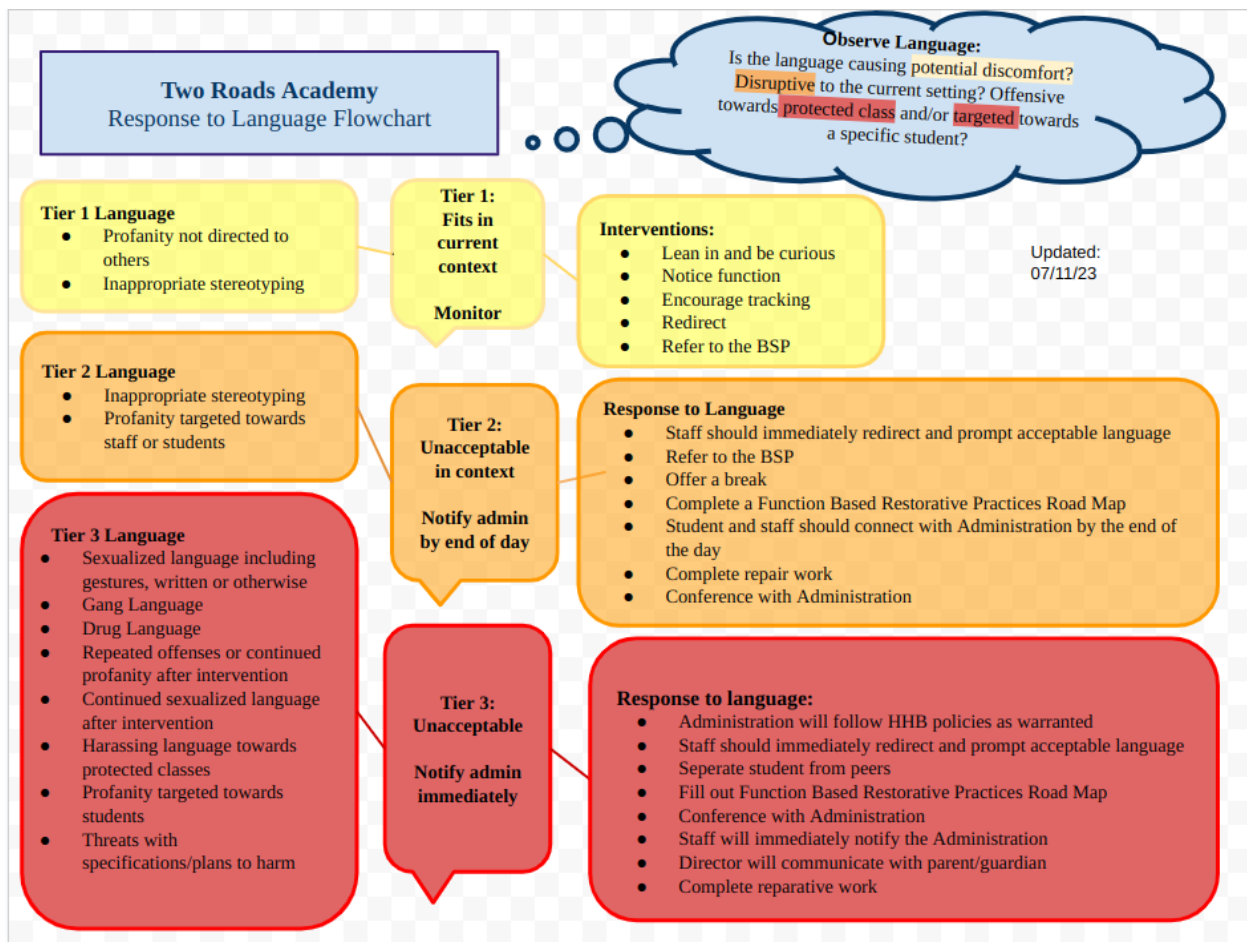 Two Roads Academy
Response to Language Flowchart
Observe Language:
Is the language causing potential discomfort?
Disruptive to the current setting? Offensive
towards protected class and/or targeted towards
a specific student?
Tier 1 Language
● Profanity not directed to
others
● Inappropriate stereotyping
Tier 1:
Fits in
current
context
Monitor
Interventions:
● Lean in and be curious
● Notice function
● Encourage tracking
● Redirect
● Refer to the BSP
Updated:
07/11/23
Tier 2 Language
● Inappropriate stereotyping
● Profanity targeted towards
staff or students
Tier 2:
Unacceptable
in context
Notify admin
by end of day
Response to Language
● Staff should immediately redirect and prompt acceptable language
● Refer to the BSP
● Offer a break
● Complete a Function Based Restorative Practices Road Map
● Student and staff should connect with Administration by the end of
the day
● Complete repair work
● Conference with Administration
Tier 3 Language
● Sexualized language including
gestures, written or otherwise
● Gang Language
● Drug Language
● Repeated offenses or continued
profanity after intervention
● Continued sexualized language
after intervention
● Harassing language towards
protected classes
● Profanity targeted towards
students
● Threats with
specifications/plans to harm
Tier 3:
Unacceptable
Notify admin
immediately
Response to language:
● Administration will follow HHB policies as warranted
● Staff should immediately redirect and prompt acceptable language
● Seperate student from peers
● Fill out Function Based Restorative Practices Road Map
● Conference with Administration
● Staff will immediately notify the Administration
● Director will communicate with parent/guardian
● Complete reparative work